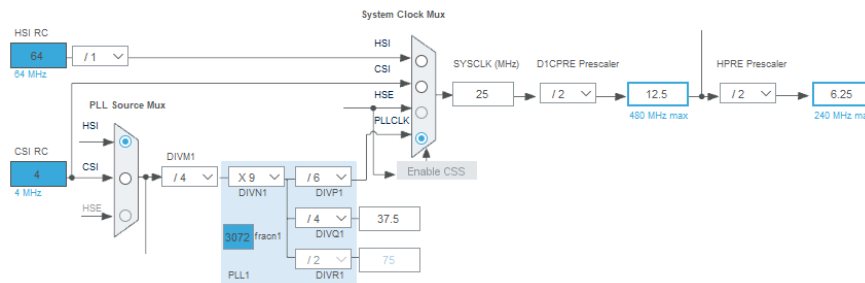 System Clock Mux
HSI RC
64
64 MHz
/ 1
HSI
CSI
HSE
PLLCLK
SYSCLK (MHz)
25
D1CPRE Prescaler
/ 2
12.5
480 MHz max
HPRE Prescaler
/ 2
6.25
240 MHz ma
PLL Source Mux
HSI
CSI
HSE
CSI RC
4
4 MHz
DIVM1
/ 4
X 9
DIVN1
/ 6
DIVP1
Enable CSS
3072 fracn1
/ 4
DIVQ1
37.5
/ 2
DIVR1
75
PLL1